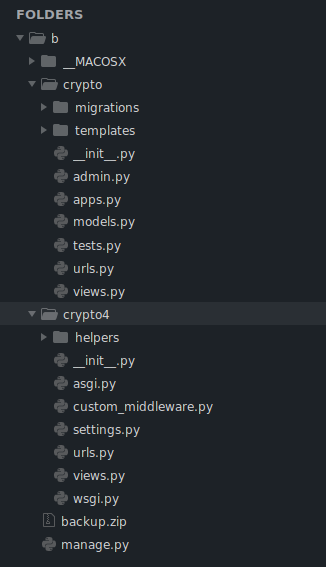 FOLDERS
b
__MACOSX
crypto
migrations
templates
__init__.py
admin.py
apps.py
models.py
tests.py
urls.py
views.py
crypto4
helpers
__init__.py
asgi.py
custom_middleware.py
settings.py
urls.py
views.py
wsgi.py
backup.zip
manage.py